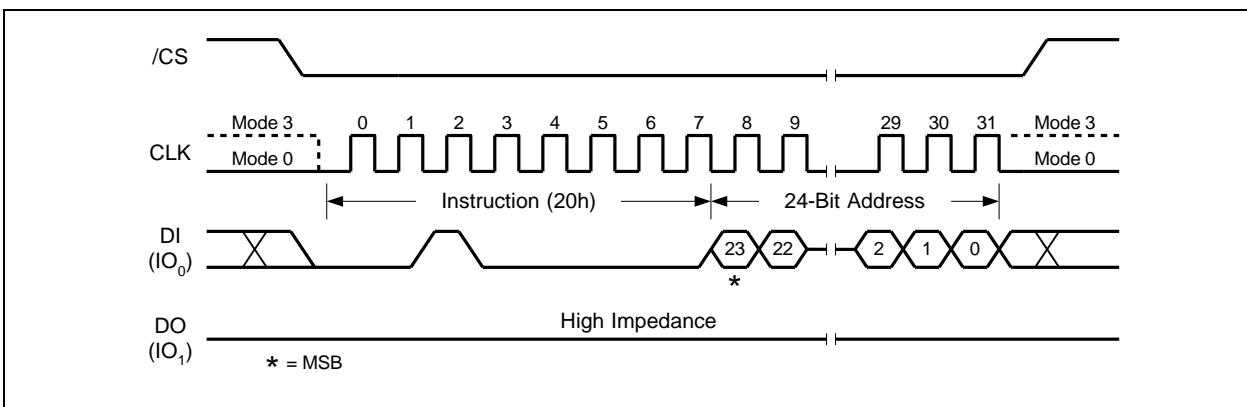 /CS
Mode 3
0 1 2 3 4 5 6 7 8 9 29 30 31
Mode 3
CLK
Mode 0
Mode 0
Instruction (20h)
24-Bit Address
DI
(IO0)
23 22 2 1 0
*
High Impedance
DO
(IO1)
* = MSB